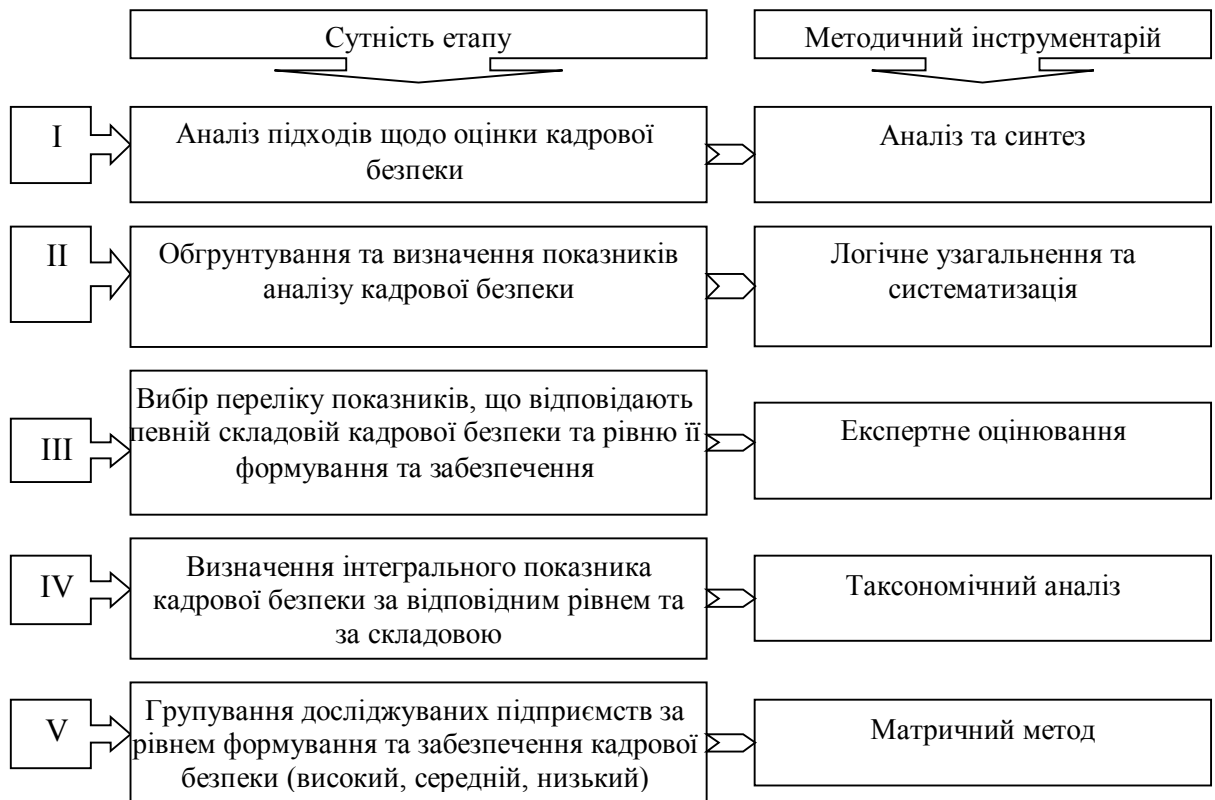 Сутність етапу
Методичний інструментарій
I
Аналіз підходів щодо оцінки кадрової
безпеки
Аналіз та синтез
II
Обгрунтування та визначення показників
аналізу кадрової безпеки
Логічне узагальнення та
систематизація
III
Вибір переліку показників, що відповідають
певній складовій кадрової безпеки та рівню її
формування та забезпечення
Експертне оцінювання
IV
Визначення інтегрального показника
кадрової безпеки за відповідним рівнем та
за складовою
Таксономічний аналіз
V
Групування досліджуваних підприємств за
рівнем формування та забезпечення кадрової
безпеки (високий, середній, низький)
Матричний метод